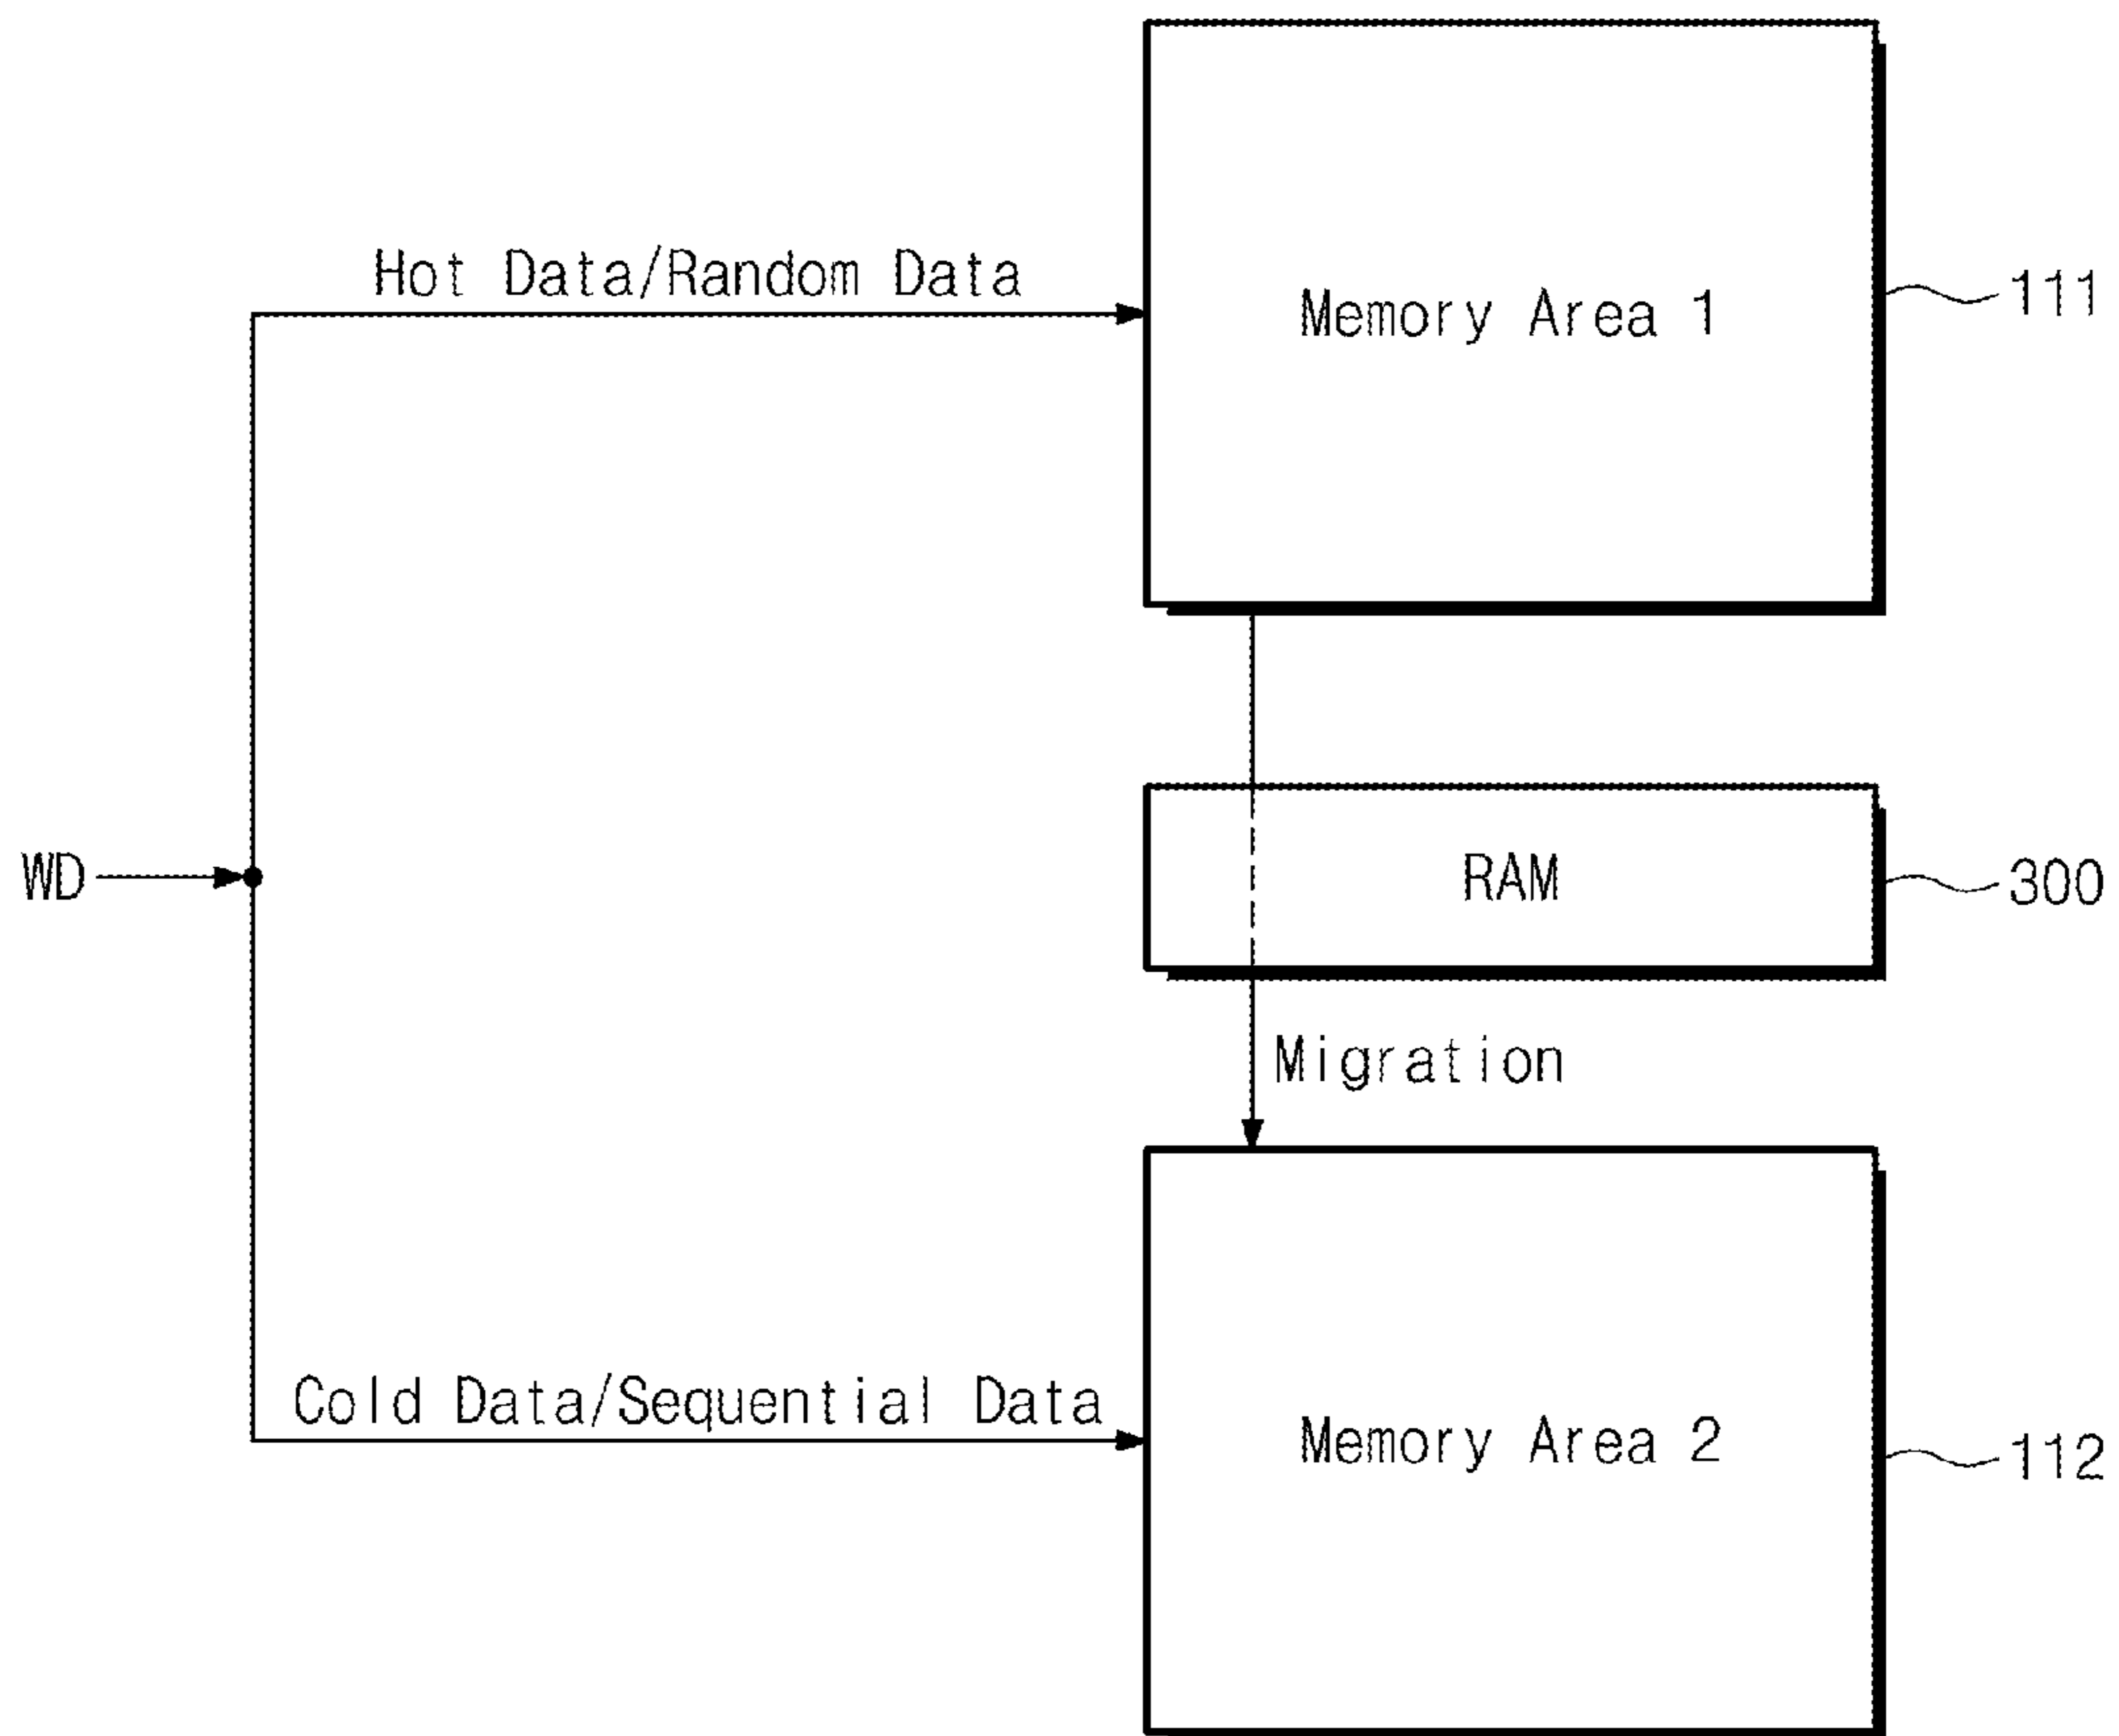 Hot Data/Random Data
Memory Area 1
111
WD
RAM
300
Migration
Cold Data/Sequential Data
Memory Area 2
112